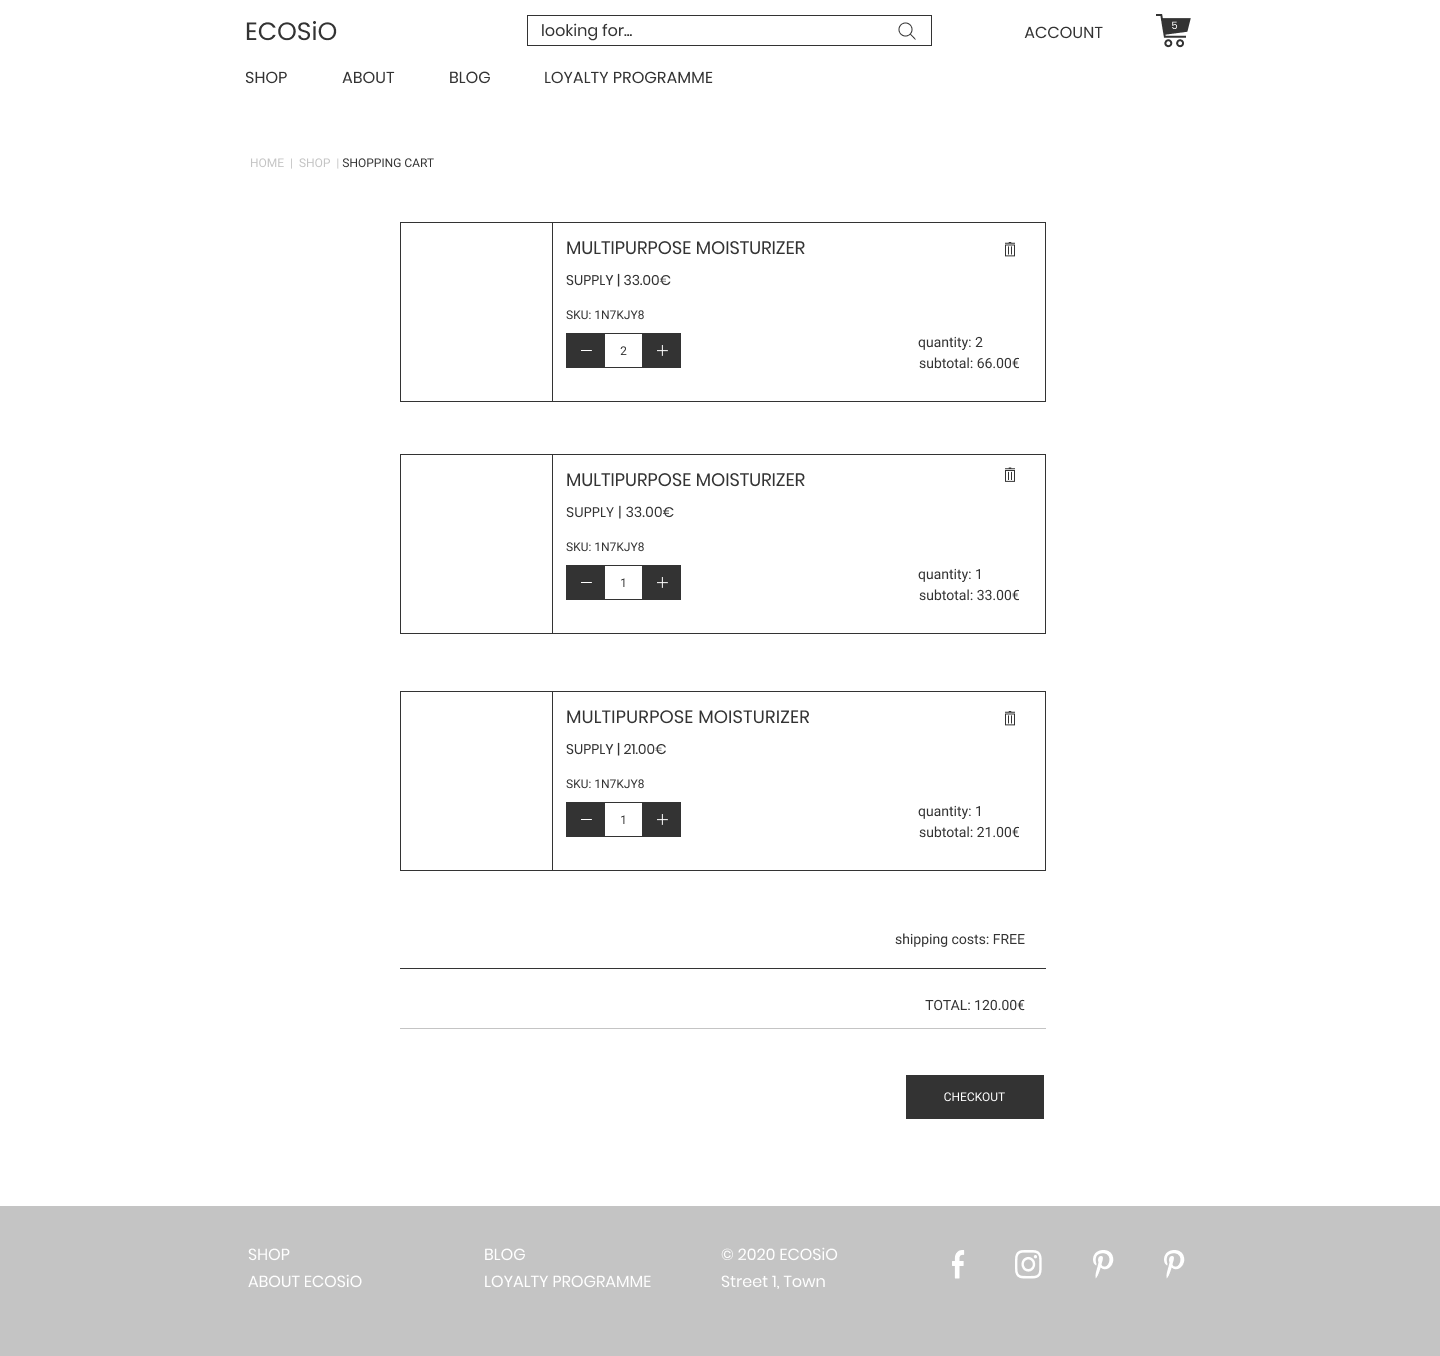 ECOSiO
looking for...
ACCOUNT
5
SHOP ABOUT BLOG LOYALTY PROGRAMME
HOME | SHOP | SHOPPING CART
MULTIPURPOSE MOISTURIZER
SUPPLY | 33.00€
SKU: 1N7KJY8
2
quantity: 2
subtotal: 66.00€
MULTIPURPOSE MOISTURIZER
SUPPLY | 33.00€
SKU: 1N7KJY8
1
quantity: 1
subtotal: 33.00€
MULTIPURPOSE MOISTURIZER
SUPPLY | 21.00€
SKU: 1N7KJY8
1
quantity: 1
subtotal: 21.00€
shipping costs: FREE
TOTAL: 120.00€
CHECKOUT
SHOP
ABOUT ECOSiO
BLOG
LOYALTY PROGRAMME
© 2020 ECOSiO
Street 1, Town